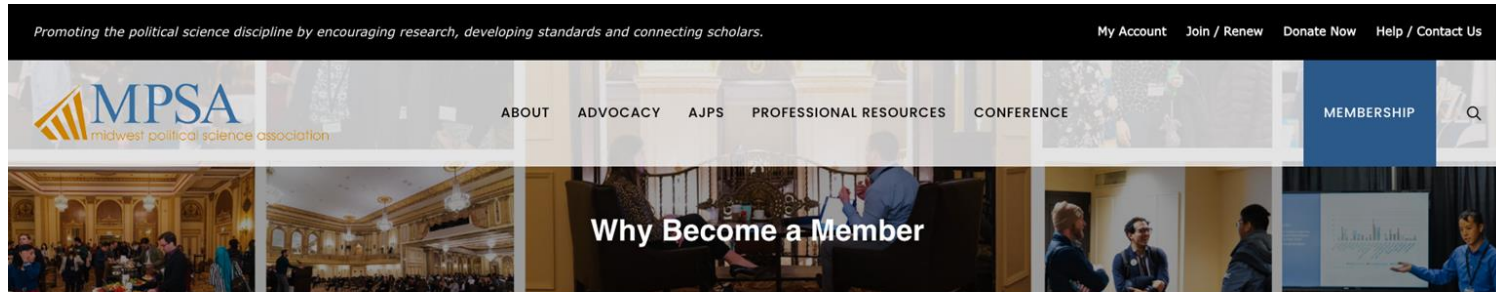 Promoting the political science discipline by encouraging research, developing standards and connecting scholars.
My Account Join / Renew Donate Now Help / Contact Us
MPSA
midwest political science association
ABOUT ADVOCACY AJPS PROFESSIONAL RESOURCES CONFERENCE
MEMBERSHIP
Why Become a Member